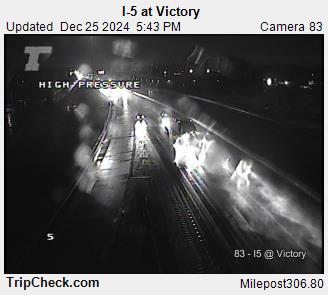 I-5 at Victory
Updated Dec 25 2024 5:43 PM Camera 83
T
HIGH PRESSURE
S
83 - I5 @ Victory
TripCheck.com Milepost306.80